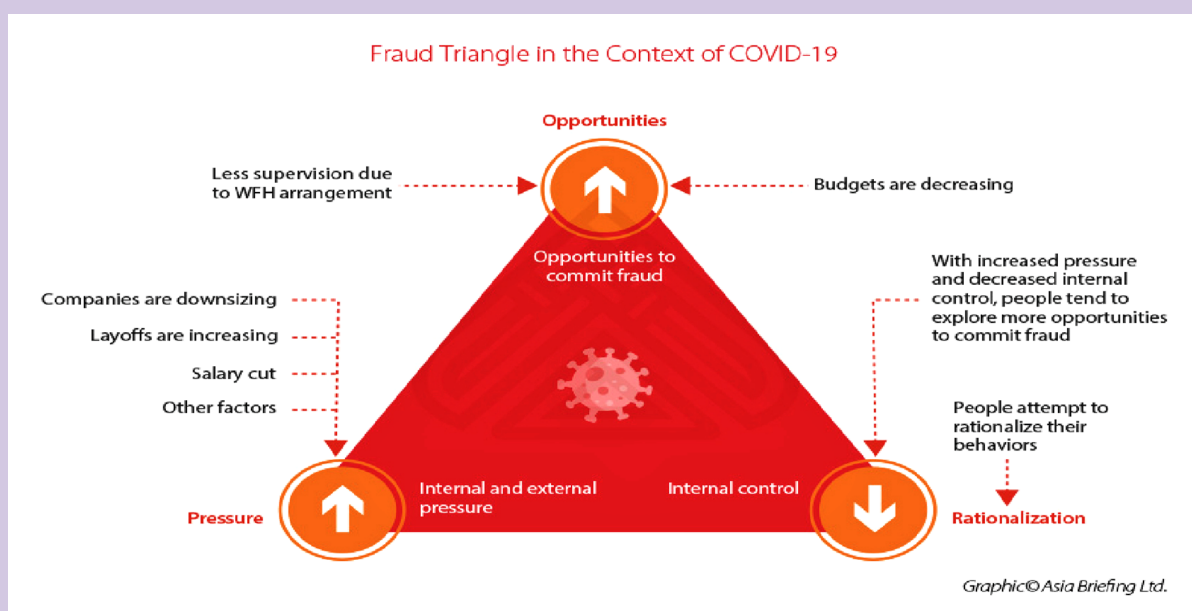 Fraud Triangle in the Context of COVID-19
Opportunities
Less supervision due
to WFH arrangement
Budgets are decreasing
Opportunities to
commit fraud
With increased pressure
and decreased internal
control, people tend to
explore more opportunities
to commit fraud
Companies are downsizing
Layoffs are increasing
Salary cut
Other factors
People attempt to
rationalize their
behaviors
Pressure
Internal and external
pressure
Internal control
Rationalization
Graphic© Asia Briefing Ltd.